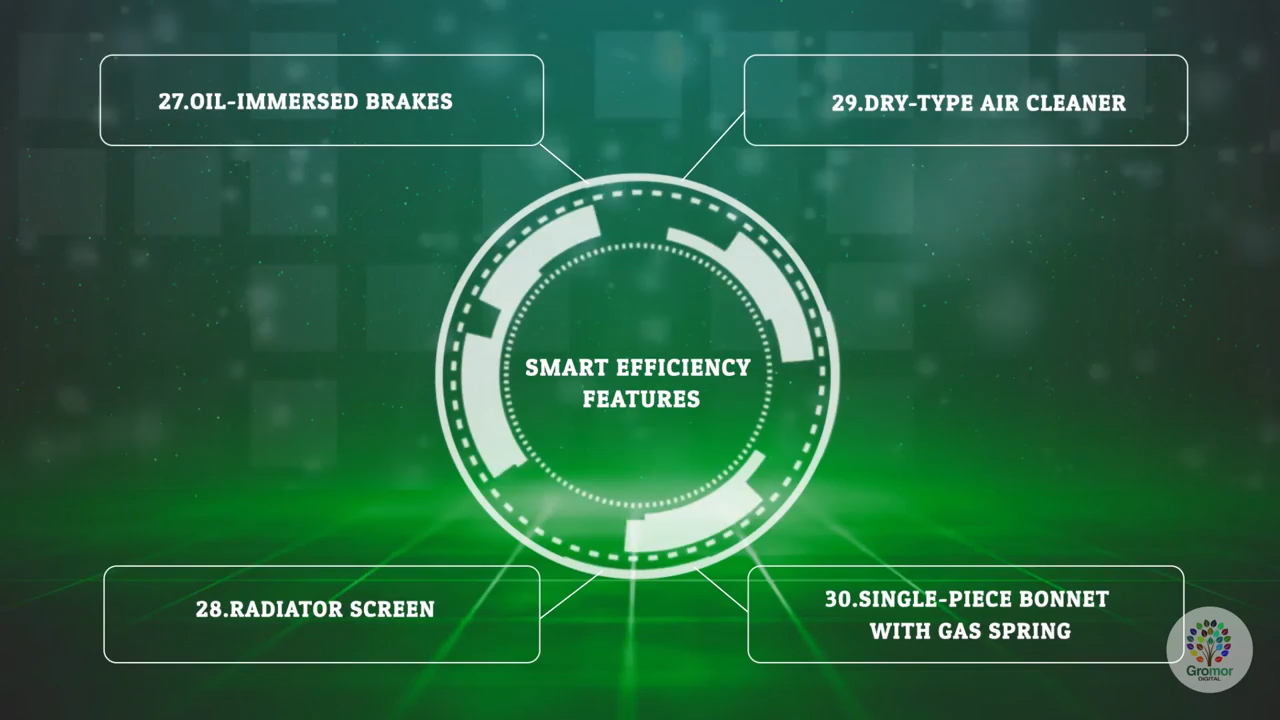 27.OIL-IMMERSED BRAKES
29.DRY-TYPE AIR CLEANER
SMART EFFICIENCY
FEATURES
28.RADIATOR SCREEN
30.SINGLE-PIECE BONNET
WITH GAS SPRING
Gromor
DIGITAL